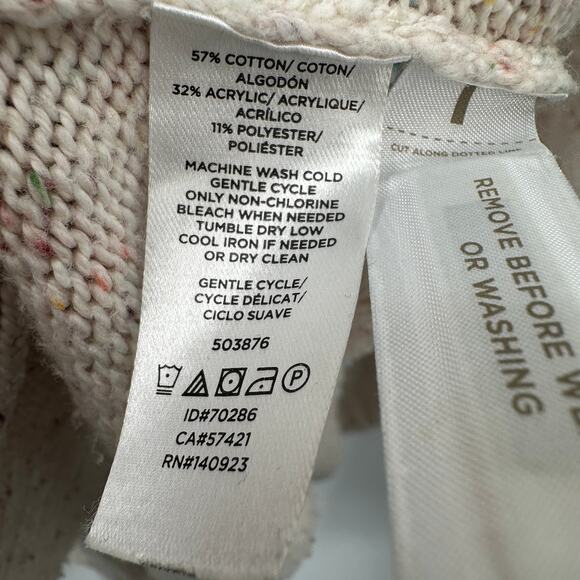 57% COTTON/ COTON/
ALGODÓN
32% ACRYLIC/ ACRYLIQUE/
ACRÍLICO
11% POLYESTER/
POLIÉSTER
MACHINE WASH COLD
GENTLE CYCLE
ONLY NON-CHLORINE
BLEACH WHEN NEEDED
TUMBLE DRY LOW
COOL IRON IF NEEDED
OR DRY CLEAN
GENTLE CYCLE/
CYCLE DÉLICAT/
CICLO SUAVE
503876
P
ID#70286
CA#57421
RN#140923
CUT ALONG DOTTED LINE
REMOVE BEFORE WE
OR WASHING